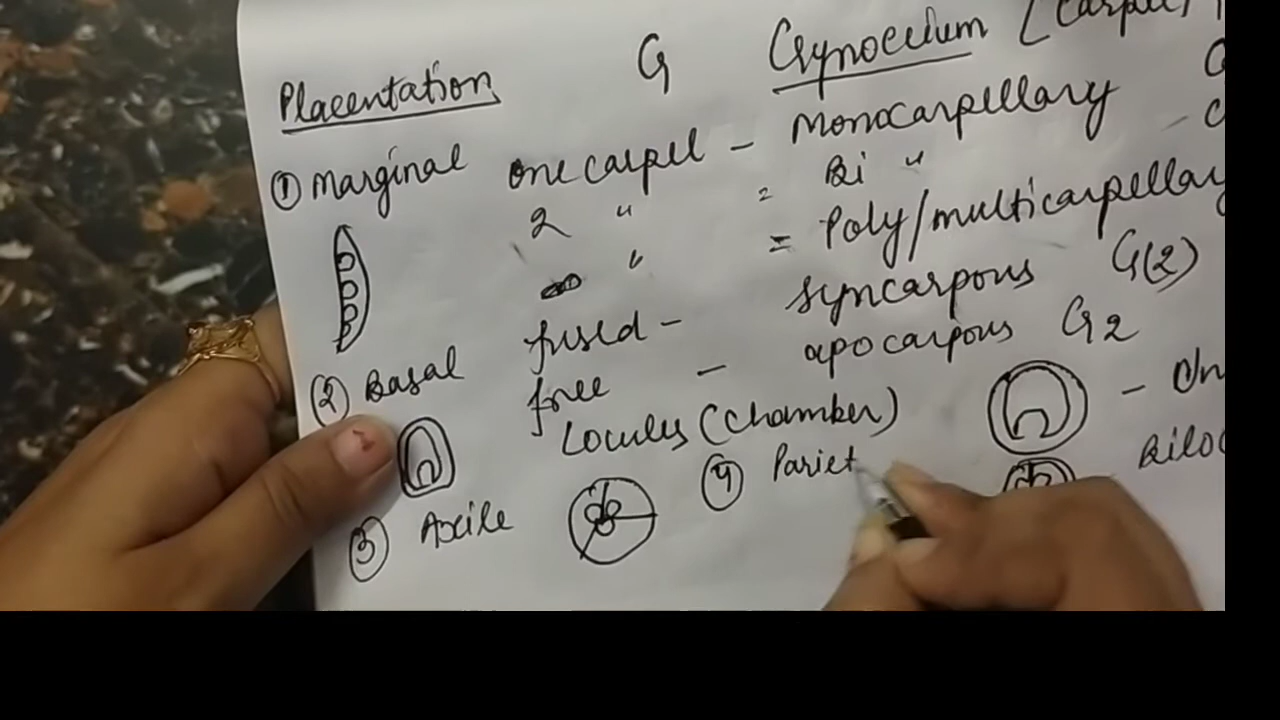 Placentation G Gynoecium [Carpel/
① Marginal One carpel – Monocarpellary
2 " = Bi "
" = Poly/multicarpellary
fused – syncarpous G(2)
② Basal free – apocarpous G2
Locules (chamber) –
③ Axile ④ Pariet Biloc